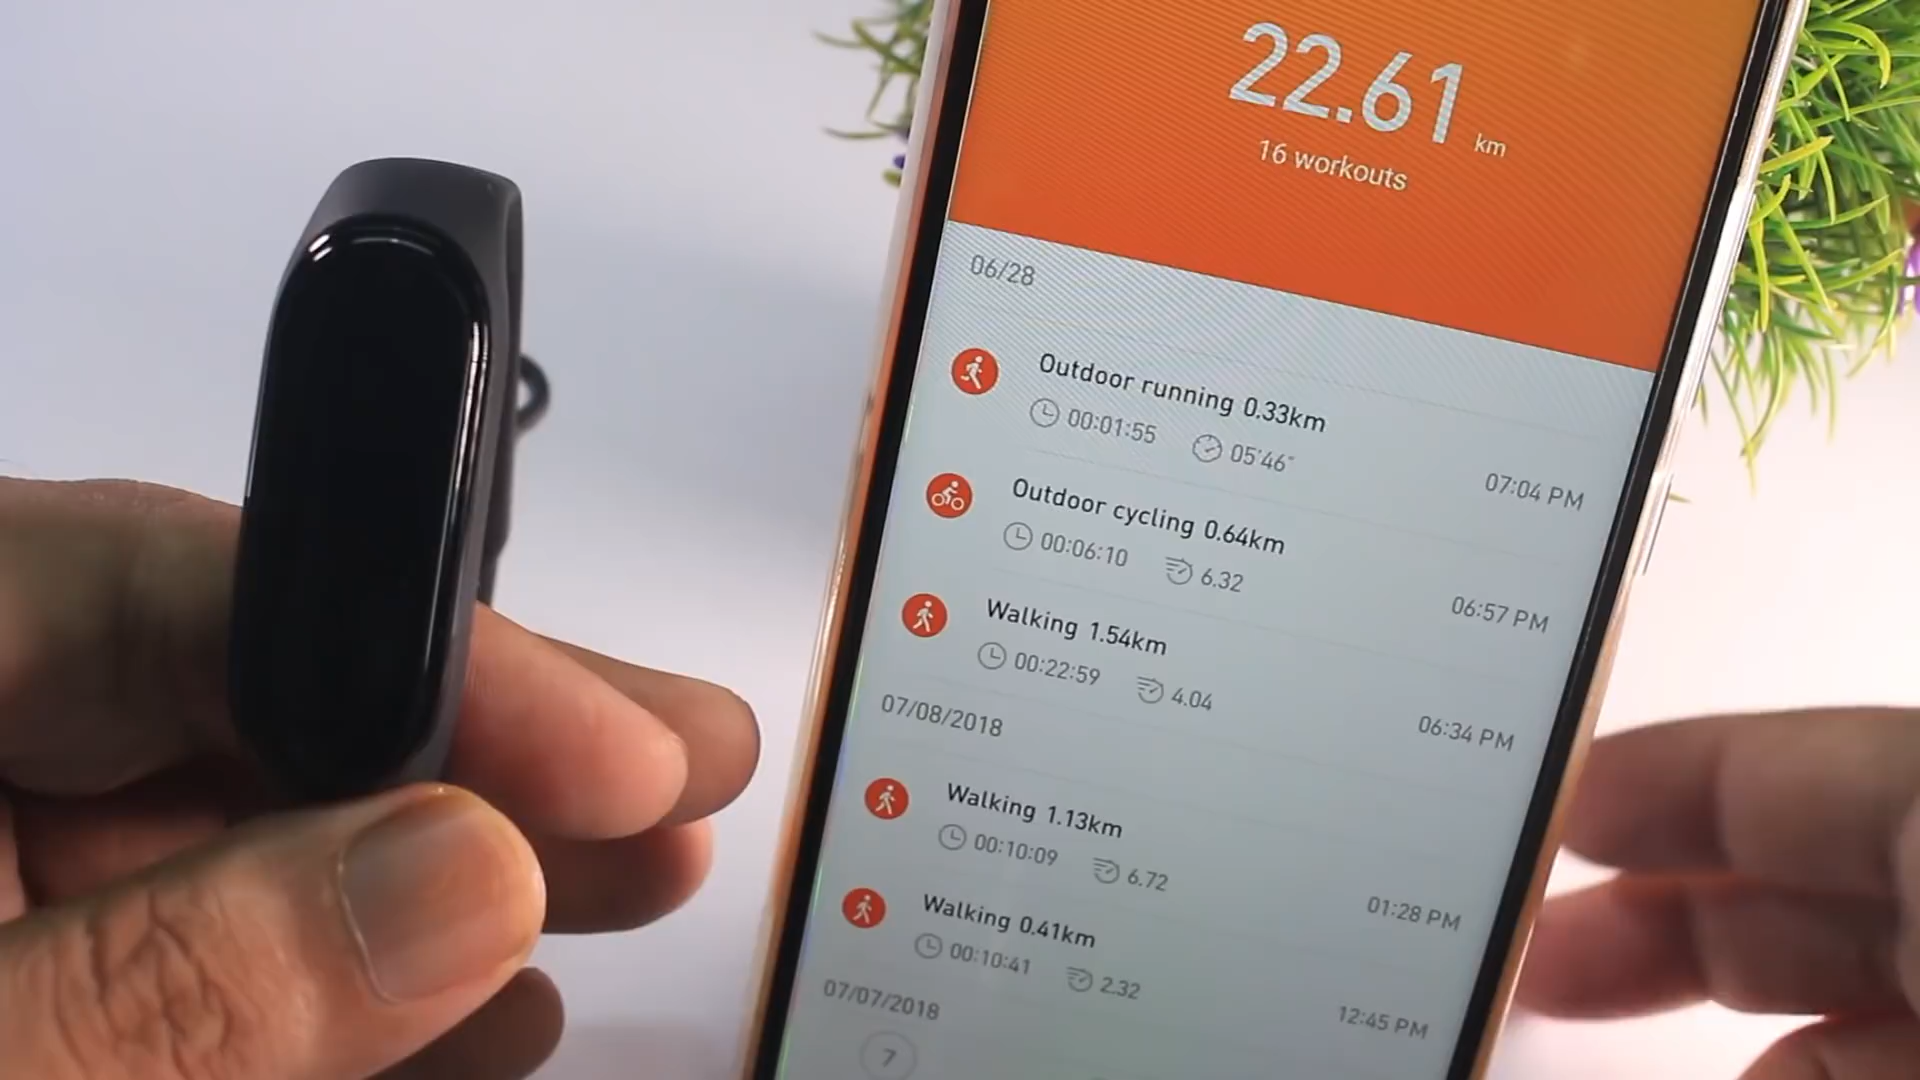 22.61 km
16 workouts
06/28
Outdoor running 0.33km
00:01:55 05'46"
07:04 PM
Outdoor cycling 0.64km
00:06:10 6.32
06:57 PM
Walking 1.54km
00:22:59 4.04
06:34 PM
07/08/2018
Walking 1.13km
00:10:09 6.72
01:28 PM
Walking 0.41km
00:10:41 2.32
12:45 PM
07/07/2018
7